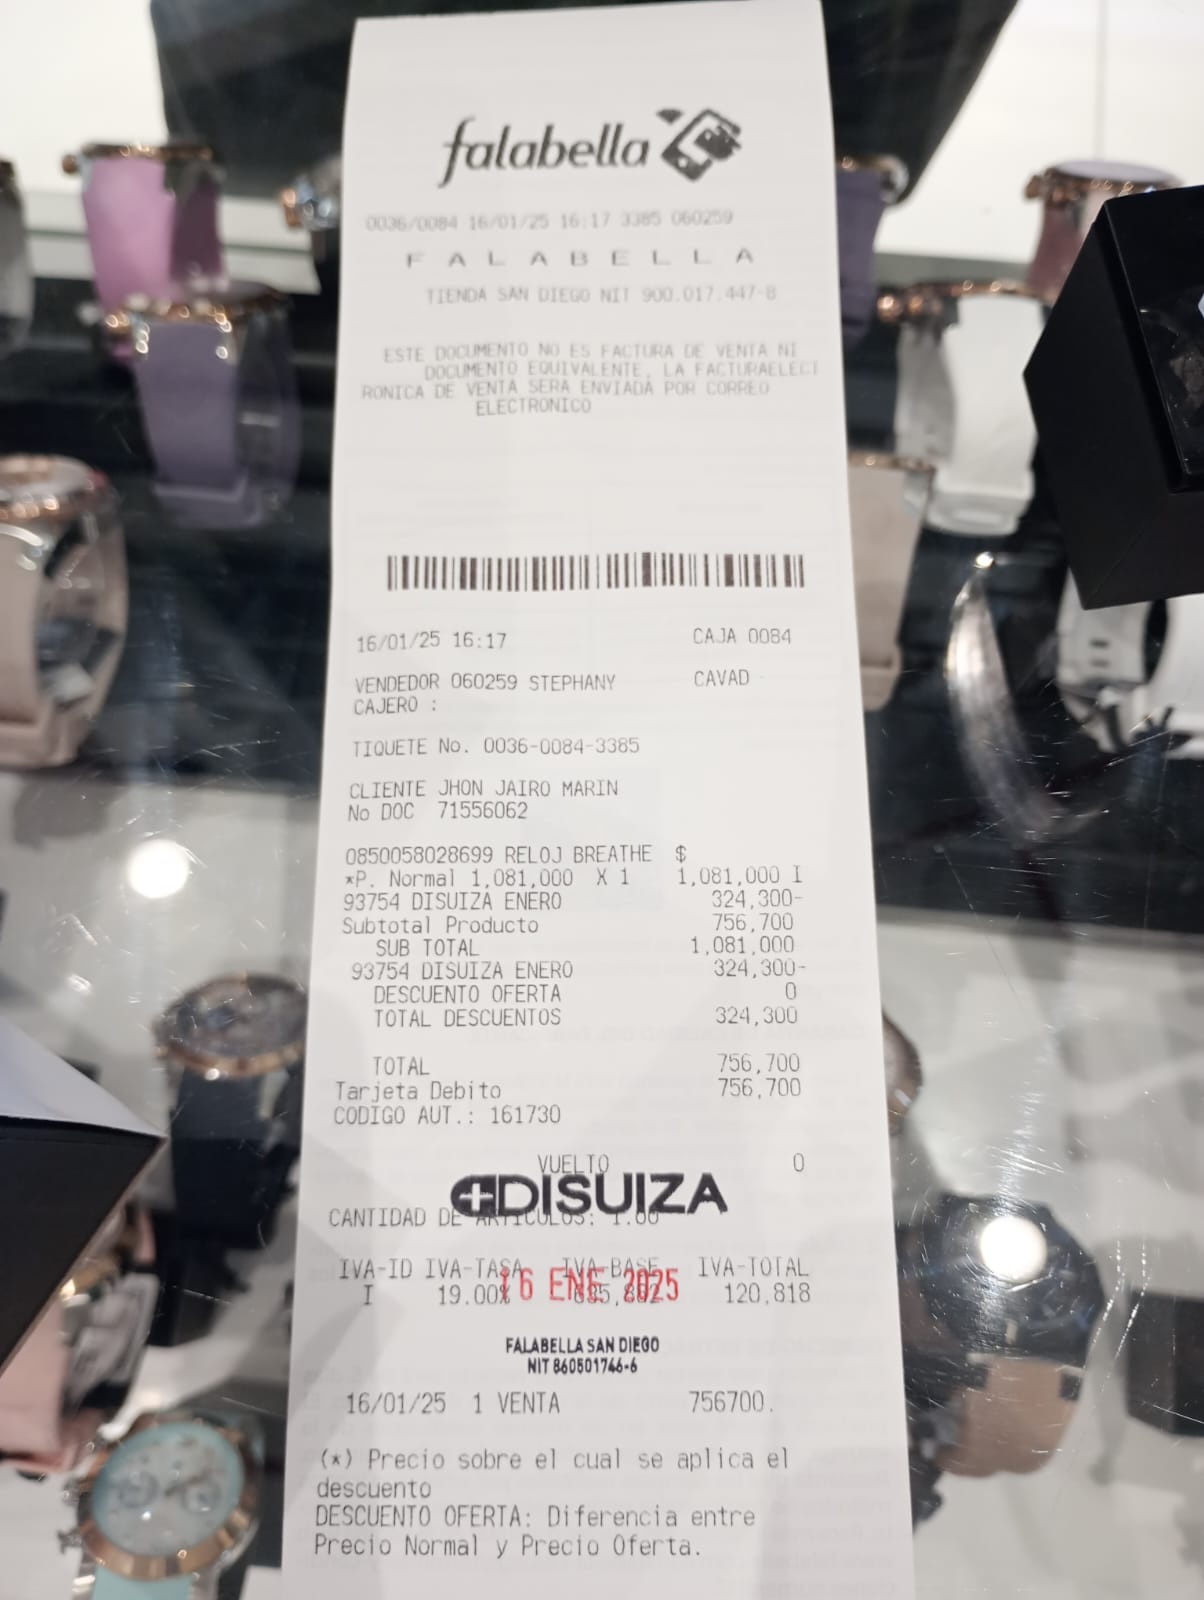 falabella
0036/0084 16/01/25 16:17 3385 060259
F A L A B E L L A
TIENDA SAN DIEGO NIT 900.017.447-8
ESTE DOCUMENTO NO ES FACTURA DE VENTA NI
DOCUMENTO EQUIVALENTE, LA FACTURAELECT
RONICA DE VENTA SERA ENVIADA POR CORREO
ELECTRONICO
16/01/25 16:17 CAJA 0084
VENDEDOR 060259 STEPHANY CAVAD
CAJERO :
TIQUETE No. 0036-0084-3385
CLIENTE JHON JAIRO MARIN
No DOC 71556062
0850058028699 RELOJ BREATHE $
*P. Normal 1,081,000 X 1 1,081,000 I
93754 DISUIZA ENERO 324,300-
Subtotal Producto 756,700
SUB TOTAL 1,081,000
93754 DISUIZA ENERO 324,300-
DESCUENTO OFERTA 0
TOTAL DESCUENTOS 324,300
TOTAL 756,700
Tarjeta Debito 756,700
CODIGO AUT.: 161730
VUELTO 0
DISUIZA
CANTIDAD DE ARTICULOS: 1.00
IVA-ID IVA-TASA IVA-BASE IVA-TOTAL
16 ENE 2025
I 19.00% 120,818
FALABELLA SAN DIEGO
NIT 860501746-6
16/01/25 1 VENTA 756700.
(*) Precio sobre el cual se aplica el
descuento
DESCUENTO OFERTA: Diferencia entre
Precio Normal y Precio Oferta.